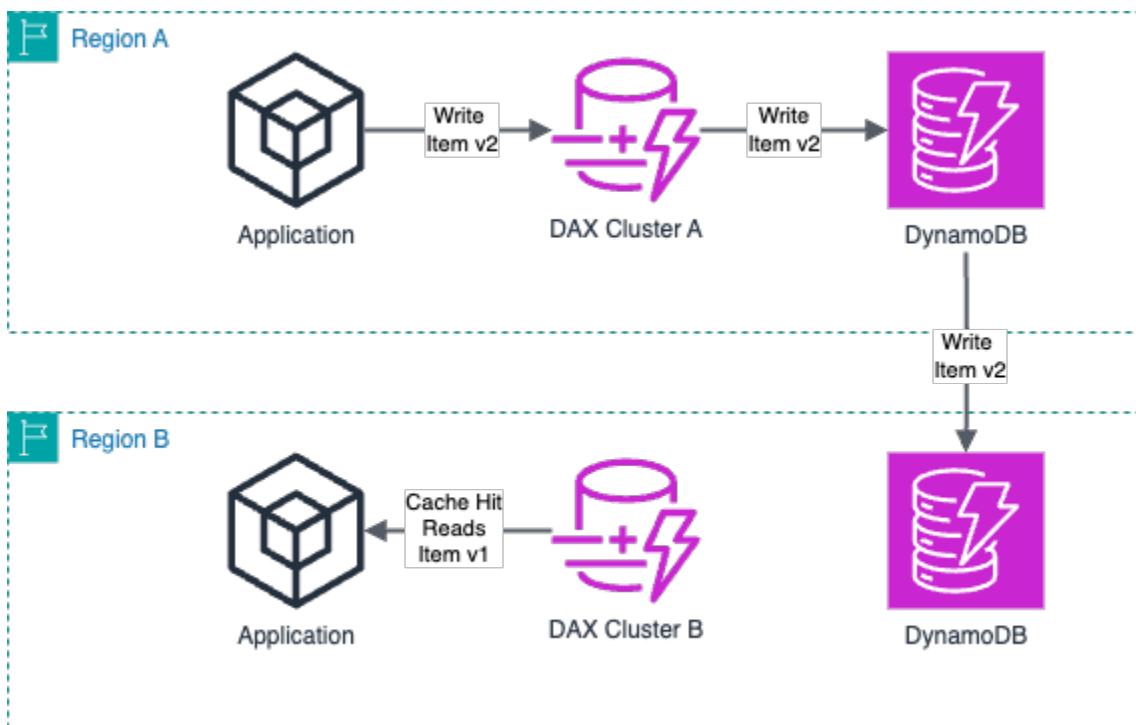 Region A
Write
Item v2
Write
Item v2
Application
DAX Cluster A
DynamoDB
Write
Item v2
Region B
Cache Hit
Reads
Item v1
Application
DAX Cluster B
DynamoDB